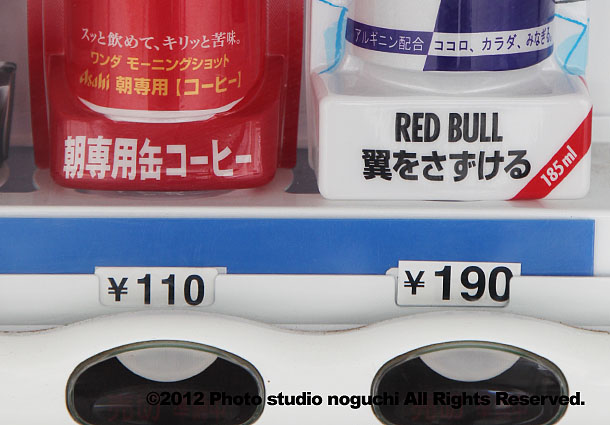 スッと飲めて、キリッと苦味。
ワンダ モーニングショット
Asahi 朝専用【コーヒー】
朝専用缶コーヒー
アルギニン配合 ココロ、カラダ、みなぎる。
RED BULL
翼をさずける
185ml
¥110
¥190
©2012 Photo studio noguchi All Rights Reserved.